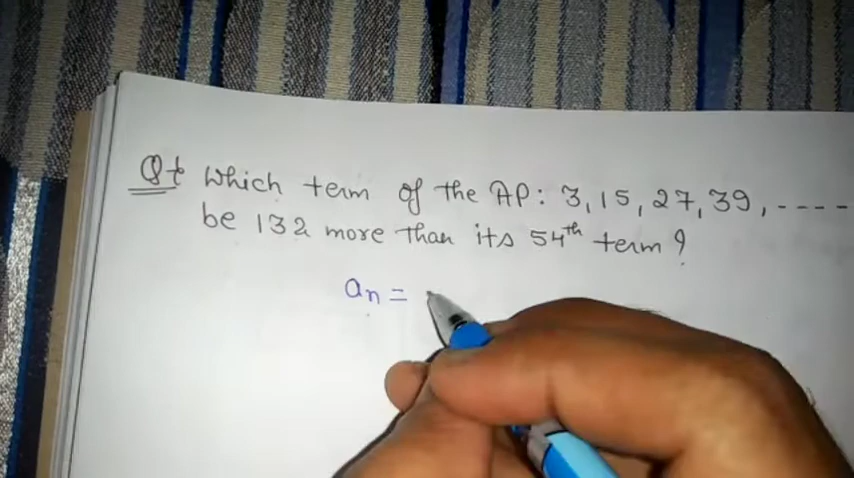 Q† Which term of the AP: 3, 15, 27, 39, ----
be 132 more than its 54th term ?
an =